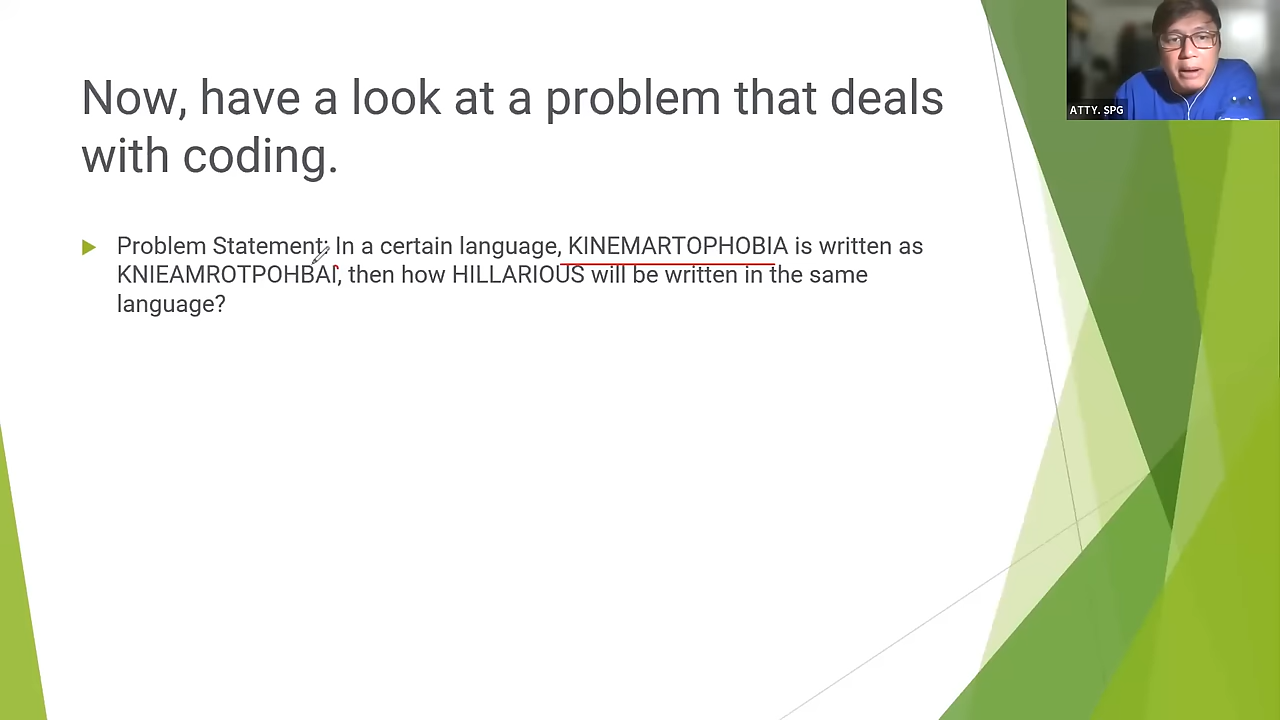 Now, have a look at a problem that deals
with coding.
Problem Statement: In a certain language, KINEMARTOPHOBIA is written as
KNIEAMROTPOHBAI, then how HILLARIOUS will be written in the same
language?
ATTY. SPG